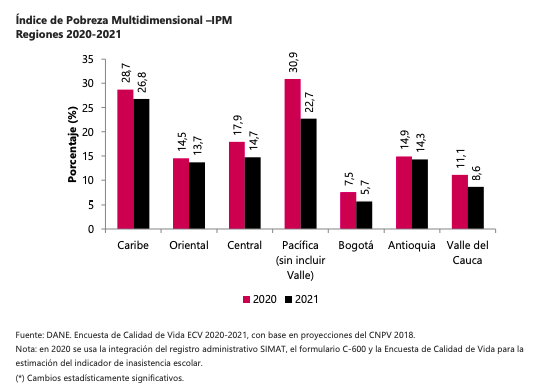 Índice de Pobreza Multidimensional –IPM
Regiones 2020-2021
Porcentaje (%)
35
30
25
20
15
10
5
0
28,7
26,8
14,5
13,7
17,9
14,7
30,9
22,7
7,5
5,7
14,9
14,3
11,1
8,6
Caribe
Oriental
Central
Pacífica
(sin incluir
Valle)
Bogotá
Antioquia
Valle del
Cauca
2020
2021
Fuente: DANE. Encuesta de Calidad de Vida ECV 2020-2021, con base en proyecciones del CNPV 2018.
Nota: en 2020 se usa la integración del registro administrativo SIMAT, el formulario C-600 y la Encuesta de Calidad de Vida para la
estimación del indicador de inasistencia escolar.
(*) Cambios estadísticamente significativos.